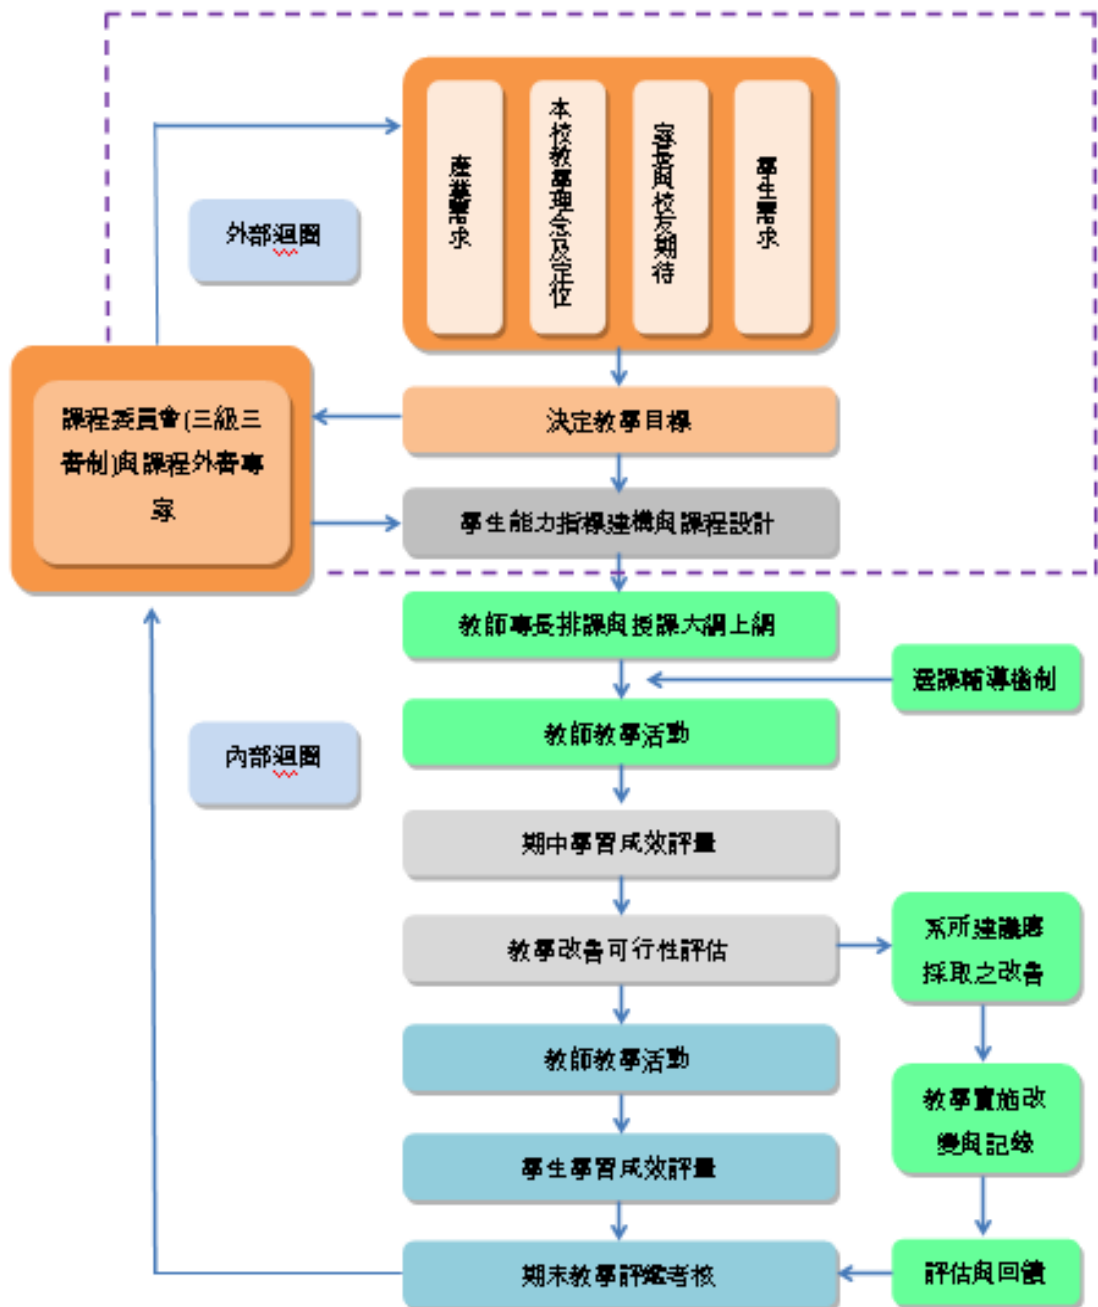 產業需求
本校教學理念及定位
家長與校友期待
學生需求
外部迴圈
決定教學目標
課程委員會(三級三
審制)與課程外審專
家
學生能力指標建構與課程設計
教師專長排課與授課大綱上網
選課輔導機制
教師教學活動
內部迴圈
期中學習成效評量
教學改善可行性評估
系所建議應
採取之改善
教師教學活動
教學實施改
變與記錄
學生學習成效評量
期末教學評鑑考核
評估與回饋